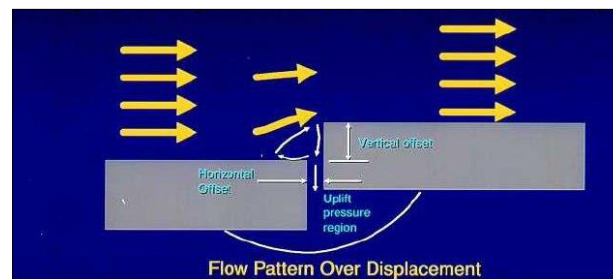 Vertical offset
Horizontal
Offset
Uplift
pressure
region
Flow Pattern Over Displacement